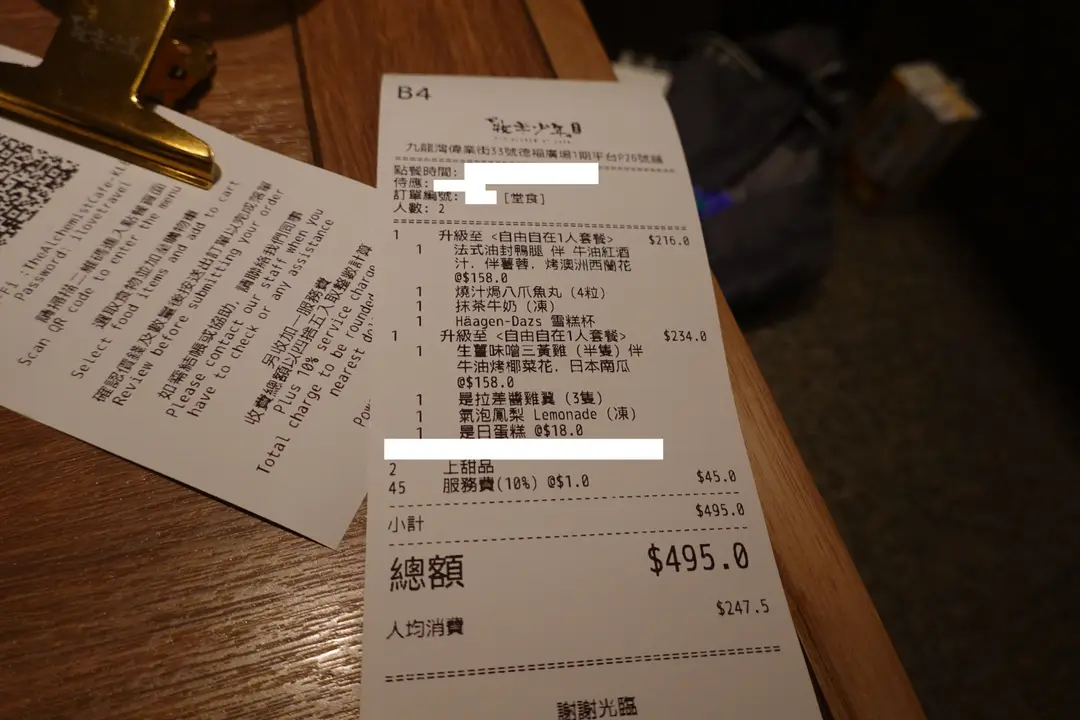 B4
牧羊少年
九龍灣偉業街33號德福廣場1期平台P26號舖
點餐時間:
侍應:
訂單編號: [堂食]
人數: 2
1 升級至 <自由自在1人套餐> $216.0
1 法式油封鴨腿 伴 牛油紅酒
汁. 伴薯蓉. 烤澳洲西蘭花
@$158.0
1 燒汁焗八爪魚丸 (4粒)
1 抹茶牛奶 (凍)
1 Häagen-Dazs 雪糕杯
1 升級至 <自由自在1人套餐> $234.0
1 生薑味噌三黃雞 (半隻) 伴
牛油烤椰菜花. 日本南瓜
@$158.0
1 是拉差醬雞翼 (3隻)
1 氣泡鳳梨 Lemonade (凍)
1 是日蛋糕 @$18.0
2 上甜品
45 服務費(10%) @$1.0 $45.0
小計 $495.0
總額 $495.0
人均消費 $247.5
謝謝光臨
:TheAlchemistCafe-KL
Password: ilovetravel
請掃描二維碼進入點餐頁面
Scan QR code to enter the menu
選取食物並加至購物車
Select food items and add to cart
確認價錢及數量後按送出訂單以完成落單
Review before submitting your order
如需結帳或協助, 請聯絡我們同事
Please contact our staff when you
have to check or any assistance
另收加一服務費
Plus 10% service charge
收費總額以四捨五入取整數計算
Total charge to be rounded
nearest